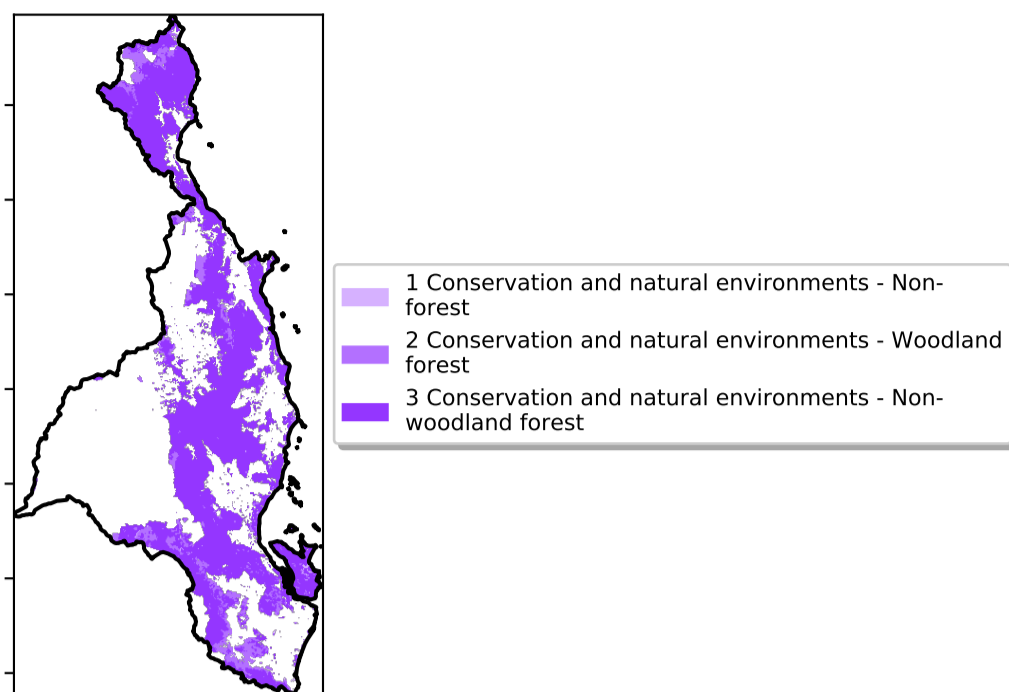 1 Conservation and natural environments - Non-
forest
2 Conservation and natural environments - Woodland
forest
3 Conservation and natural environments - Non-
woodland forest